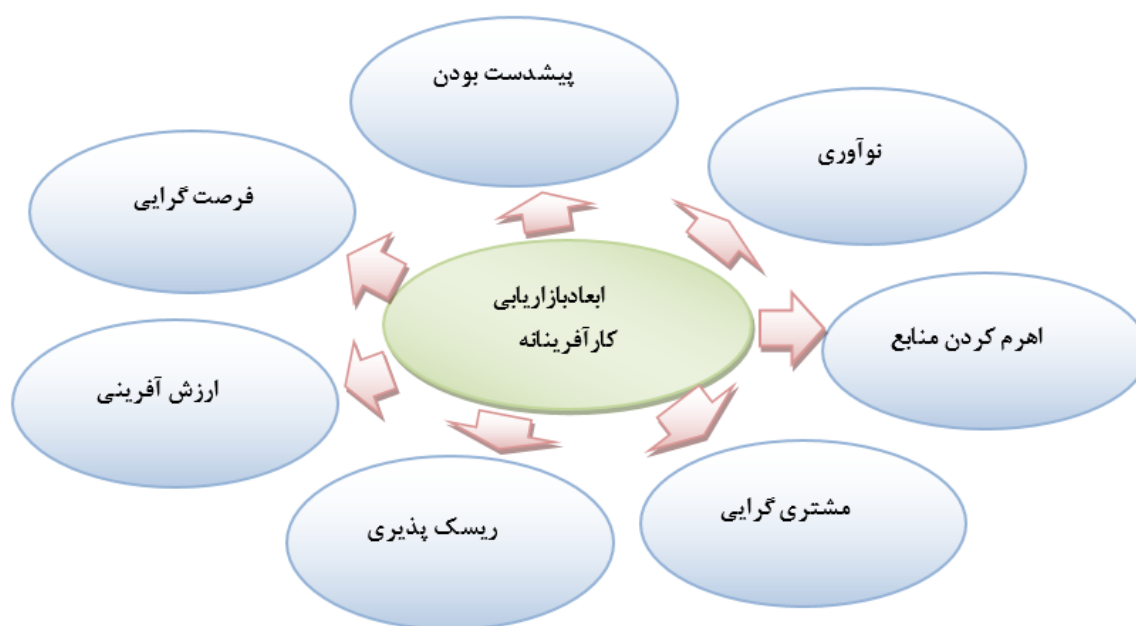 پیشدست بودن
نوآوری
فرصت گرایی
ابعادبازاریابی
کارآفرینانه
اهرم کردن منابع
ارزش آفرینی
مشتری گرایی
ریسک پذیری